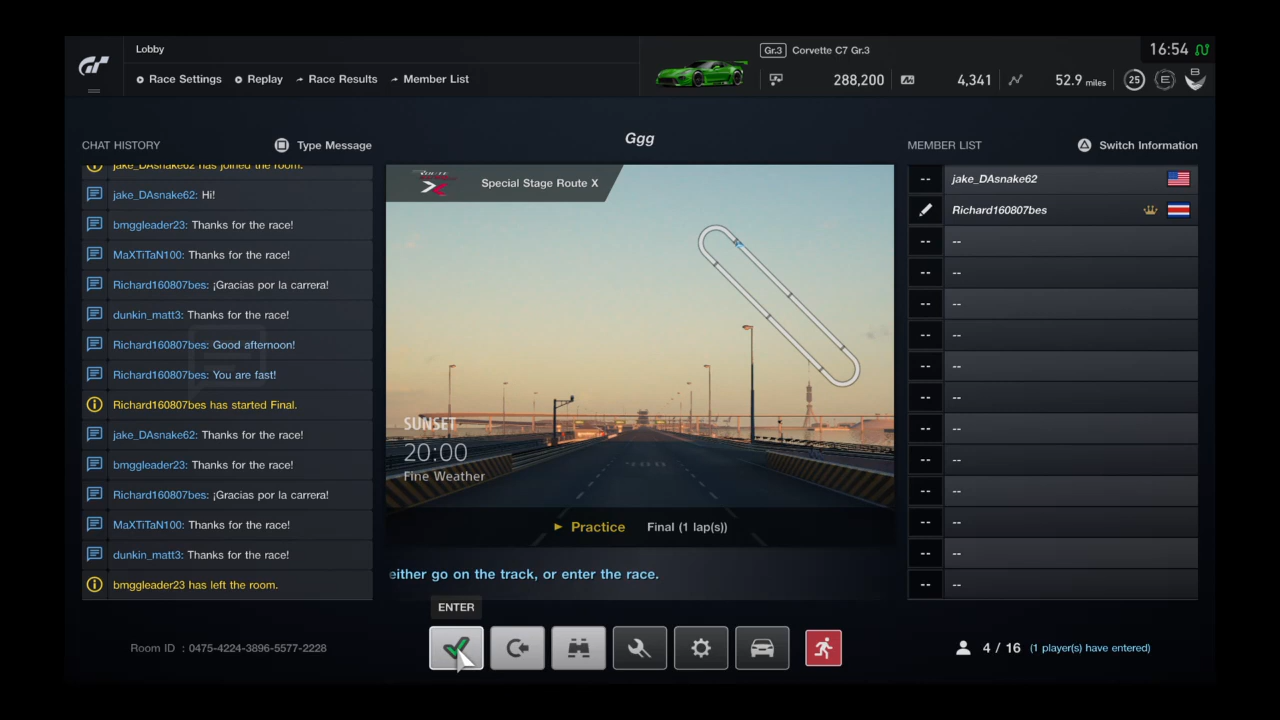 Lobby
Race Settings
Replay
Race Results
Member List
Gr.3 Corvette C7 Gr.3
288,200
4,341
52.9 miles
16:54
25
E
B
CHAT HISTORY
Type Message
jake_DAsnake62 has joined the room.
jake_DAsnake62: Hi!
bmggleader23: Thanks for the race!
MaXTiTaN100: Thanks for the race!
Richard160807bes: ¡Gracias por la carrera!
dunkin_matt3: Thanks for the race!
Richard160807bes: Good afternoon!
Richard160807bes: You are fast!
Richard160807bes has started Final.
jake_DAsnake62: Thanks for the race!
bmggleader23: Thanks for the race!
Richard160807bes: ¡Gracias por la carrera!
MaXTiTaN100: Thanks for the race!
dunkin_matt3: Thanks for the race!
bmggleader23 has left the room.
Room ID : 0475-4224-3896-5577-2228
Ggg
Special Stage Route X
SUNSET
20:00
Fine Weather
Practice Final (1 lap(s))
either go on the track, or enter the race.
ENTER
MEMBER LIST
Switch Information
-- jake_DAsnake62
Richard160807bes
-- --
-- --
-- --
-- --
-- --
-- --
-- --
-- --
-- --
-- --
-- --
-- --
4 / 16 (1 player(s) have entered)